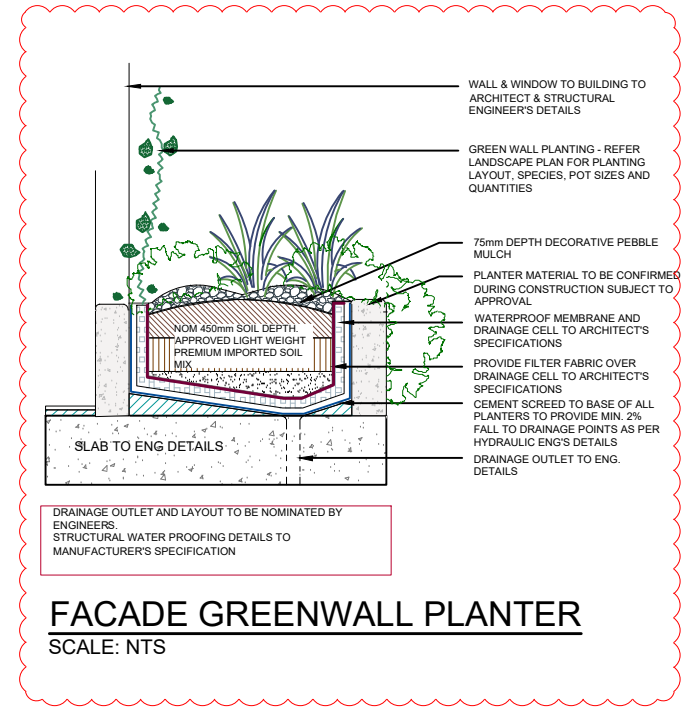 WALL & WINDOW TO BUILDING TO
ARCHITECT & STRUCTURAL
ENGINEER'S DETAILS
GREEN WALL PLANTING - REFER
LANDSCAPE PLAN FOR PLANTING
LAYOUT, SPECIES, POT SIZES AND
QUANTITIES
75mm DEPTH DECORATIVE PEBBLE
MULCH
PLANTER MATERIAL TO BE CONFIRMED
DURING CONSTRUCTION SUBJECT TO
APPROVAL
WATERPROOF MEMBRANE AND
DRAINAGE CELL TO ARCHITECT'S
SPECIFICATIONS
PROVIDE FILTER FABRIC OVER
DRAINAGE CELL TO ARCHITECT'S
SPECIFICATIONS
CEMENT SCREED TO BASE OF ALL
PLANTERS TO PROVIDE MIN. 2%
FALL TO DRAINAGE POINTS AS PER
HYDRAULIC ENG'S DETAILS
DRAINAGE OUTLET TO ENG.
DETAILS
NOM 450mm SOIL DEPTH.
APPROVED LIGHT WEIGHT
PREMIUM IMPORTED SOIL
MIX
SLAB TO ENG DETAILS
DRAINAGE OUTLET AND LAYOUT TO BE NOMINATED BY
ENGINEERS.
STRUCTURAL WATER PROOFING DETAILS TO
MANUFACTURER'S SPECIFICATION
FACADE GREENWALL PLANTER
SCALE: NTS